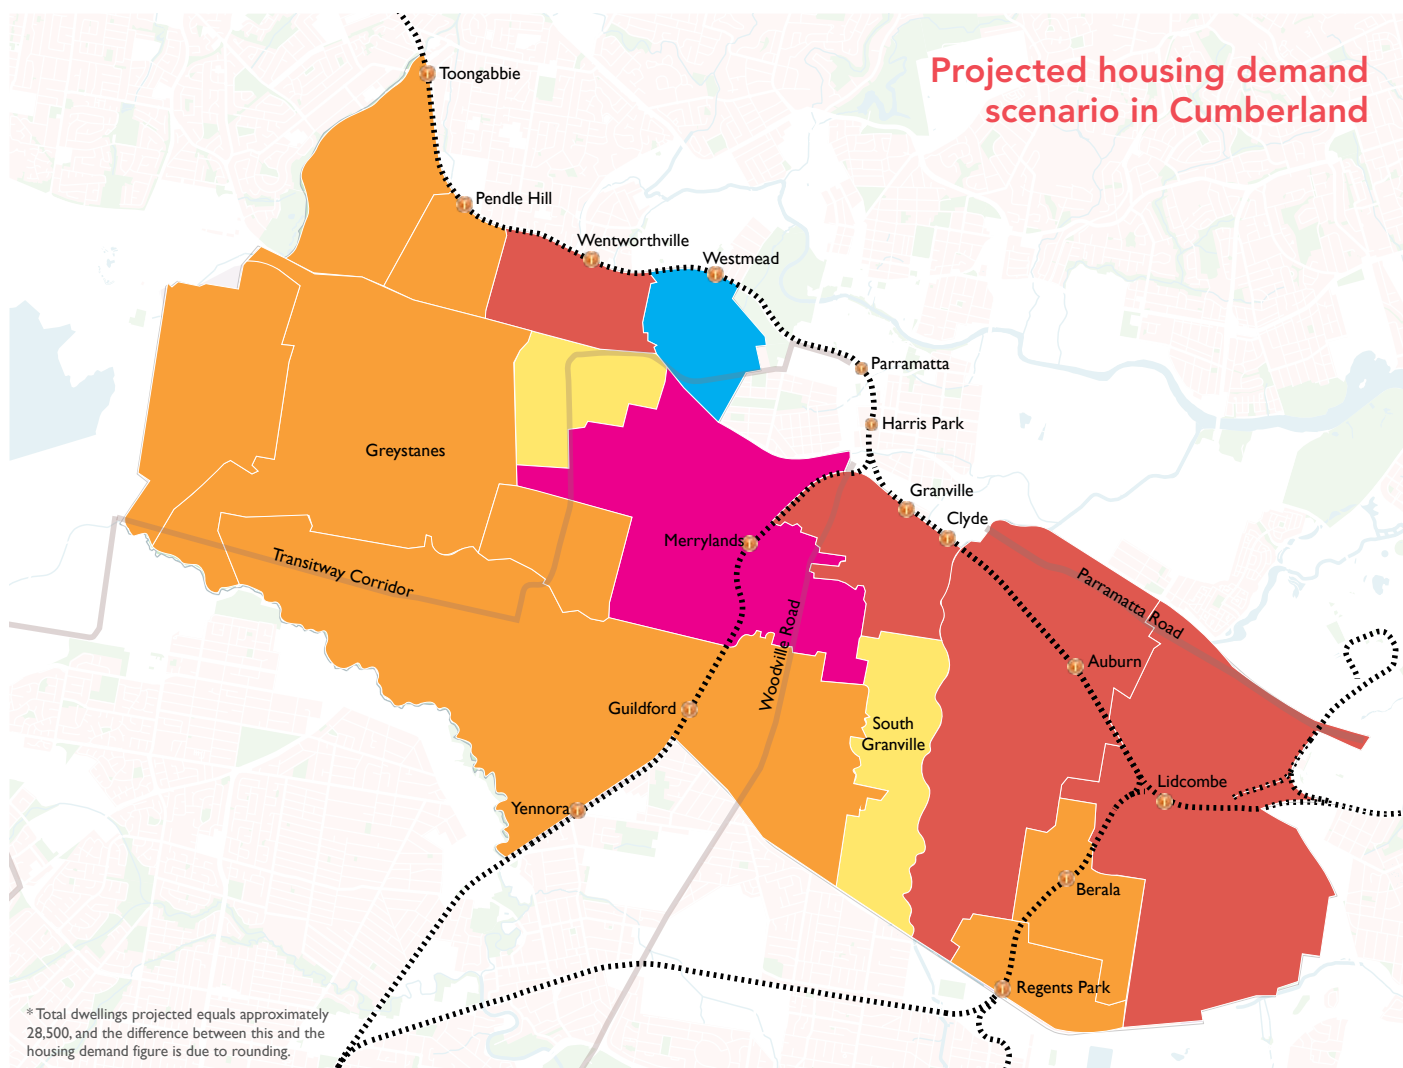 Projected housing demand
scenario in Cumberland
Toongabbie
Pendle Hill
Wentworthville
Westmead
Parramatta
Harris Park
Greystanes
Granville
Clyde
Merrylands
Transitway Corridor
Parramatta Road
Woodville Road
Auburn
Guildford
South
Granville
Lidcombe
Yennora
Berala
Regents Park
* Total dwellings projected equals approximately
28,500, and the difference between this and the
housing demand figure is due to rounding.